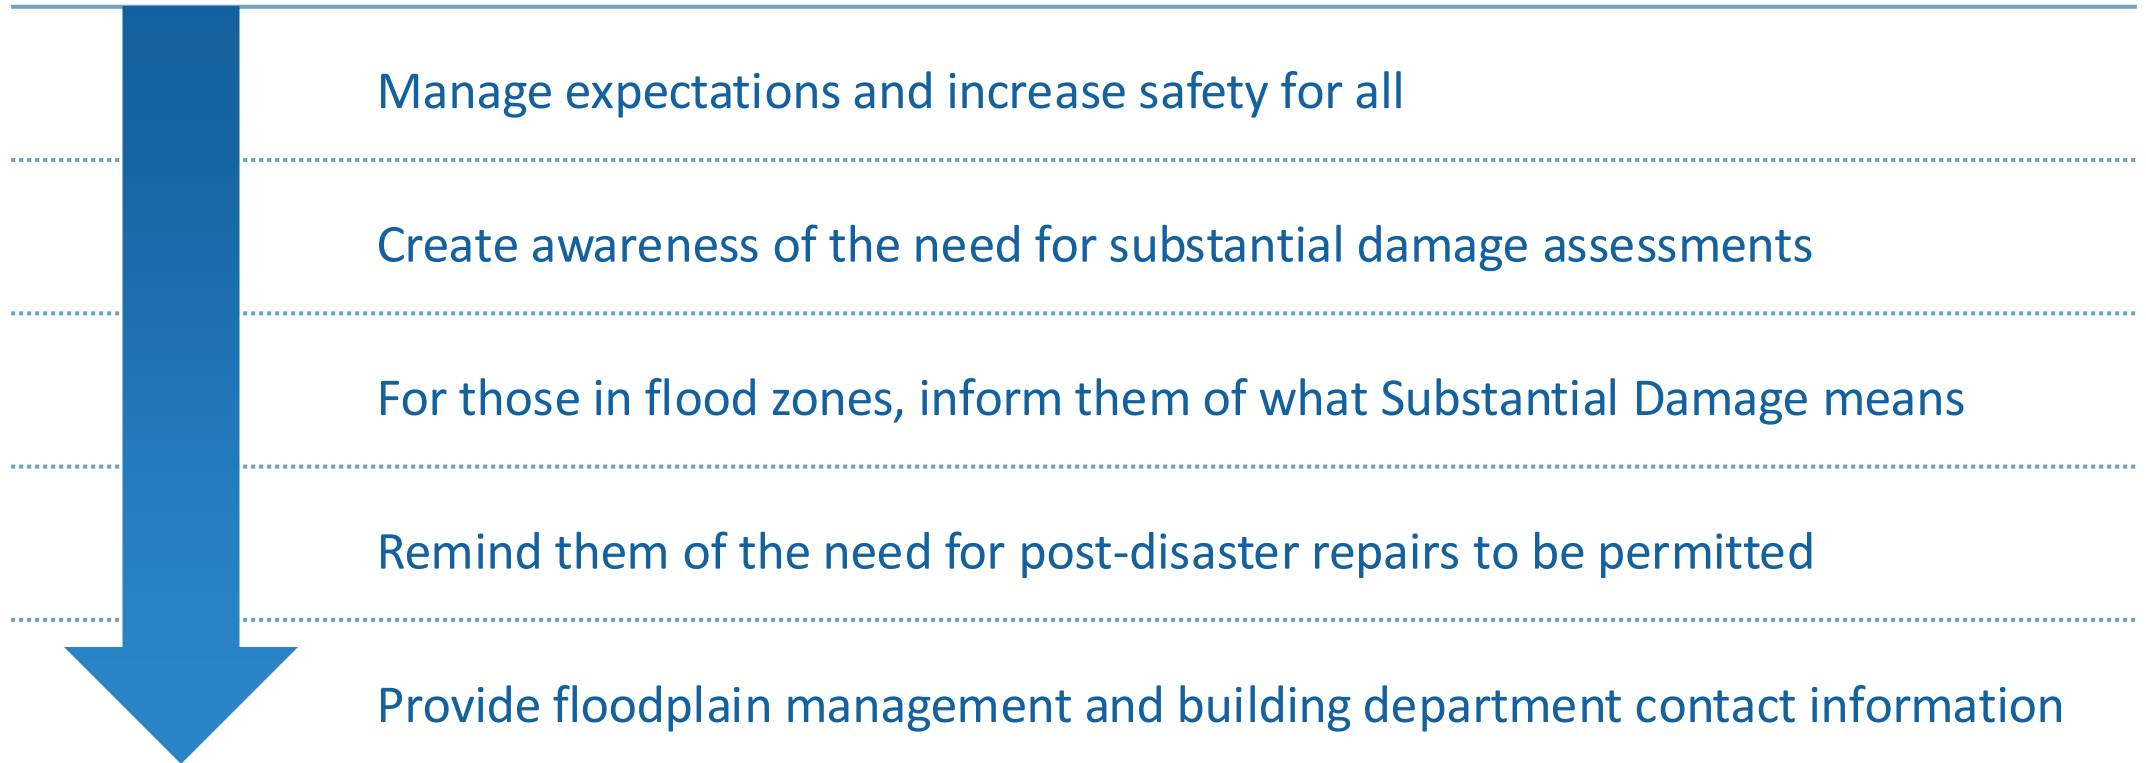 Manage expectations and increase safety for all
Create awareness of the need for substantial damage assessments
For those in flood zones, inform them of what Substantial Damage means
Remind them of the need for post-disaster repairs to be permitted
Provide floodplain management and building department contact information